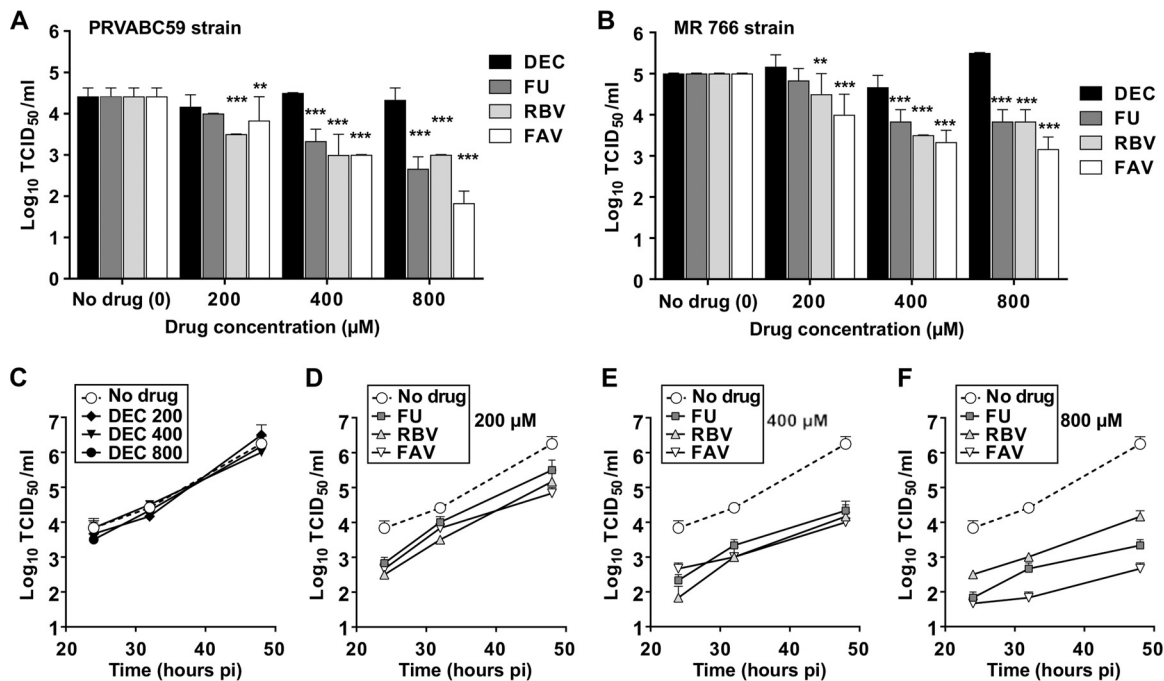 A
PRVABC59 strain
6
5
4
3
2
1
0
Log10 TCID50/ml
DEC
FU
RBV
FAV
***
**
***
***
***
***
***
***
No drug (0) 200 400 800
Drug concentration (µM)
B
MR 766 strain
6
5
4
3
2
1
0
Log10 TCID50/ml
DEC
FU
RBV
FAV
**
***
***
***
***
***
***
***
No drug (0) 200 400 800
Drug concentration (µM)
C
No drug
DEC 200
DEC 400
DEC 800
7
6
5
4
3
2
1
Log10 TCID50/ml
20 30 40 50
Time (hours pi)
D
No drug
FU
RBV
FAV
200 µM
7
6
5
4
3
2
1
Log10 TCID50/ml
20 30 40 50
Time (hours pi)
E
No drug
FU
RBV
FAV
400 µM
7
6
5
4
3
2
1
Log10 TCID50/ml
20 30 40 50
Time (hours pi)
F
No drug
FU
RBV
FAV
800 µM
7
6
5
4
3
2
1
Log10 TCID50/ml
20 30 40 50
Time (hours pi)